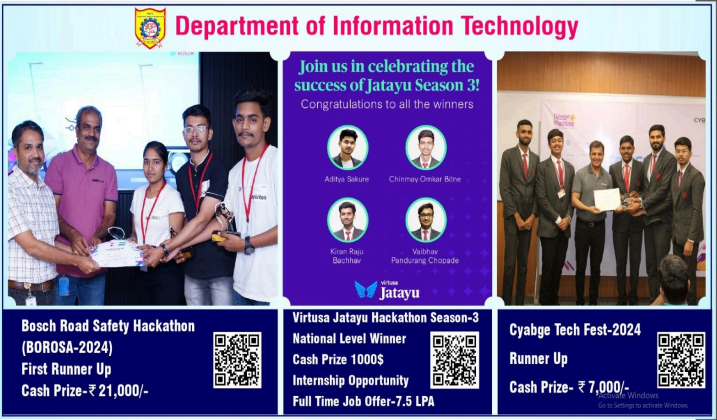 Department of Information Technology
BOSCH
Join us in celebrating the
success of Jatayu Season 3!
Congratulations to all the winners
Aditya Sakure
Chinmay Omkar Bitne
Kiran Raju
Bachhav
Vaibhav
Pandurang Chopade
virtusa
Jatayu
Bosch Road Safety Hackathon
(BOROSA-2024)
First Runner Up
Cash Prize-₹ 21,000/-
Virtusa Jatayu Hackathon Season-3
National Level Winner
Cash Prize 1000$
Internship Opportunity
Full Time Job Offer-7.5 LPA
Cyabge Tech Fest-2024
Runner Up
Cash Prize- ₹ 7,000/-
Activate Windows
Go to Settings to activate Windows.